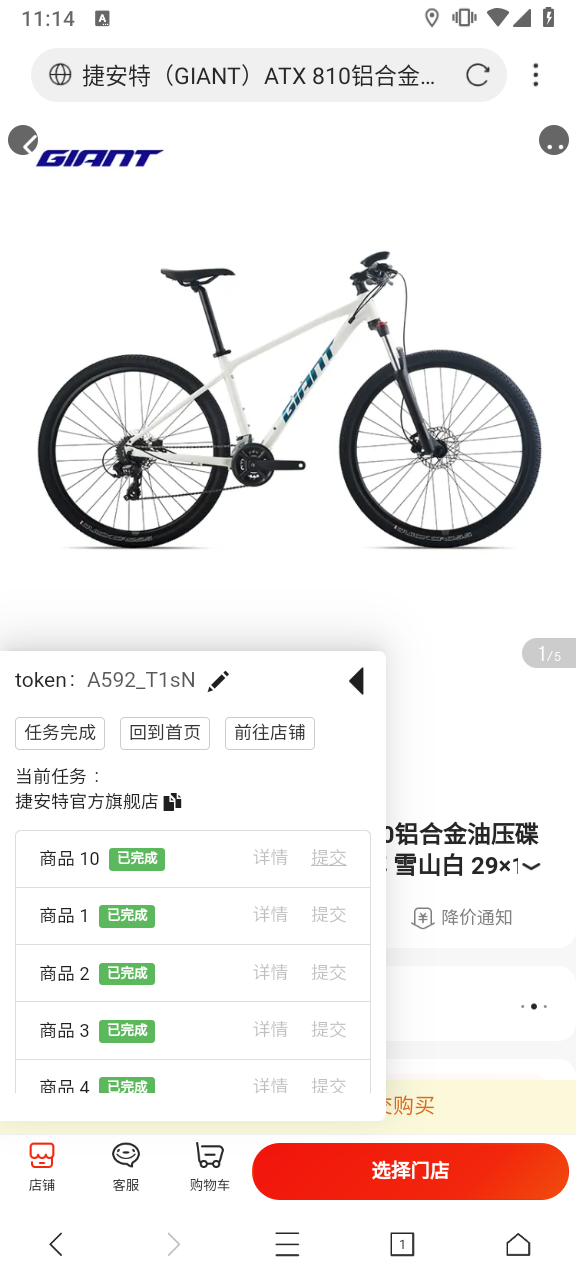 11:14
捷安特（GIANT）ATX 810铝合金…
GIANT
GIANT
1/5
token： A592_T1sN
任务完成 回到首页 前往店铺
当前任务：
捷安特官方旗舰店
商品 10 已完成 详情 提交
商品 1 已完成 详情 提交
商品 2 已完成 详情 提交
商品 3 已完成 详情 提交
商品 4 已完成 详情 提交
铝合金油压碟
雪山白 29×1
降价通知
购买
店铺 客服 购物车 选择门店
1